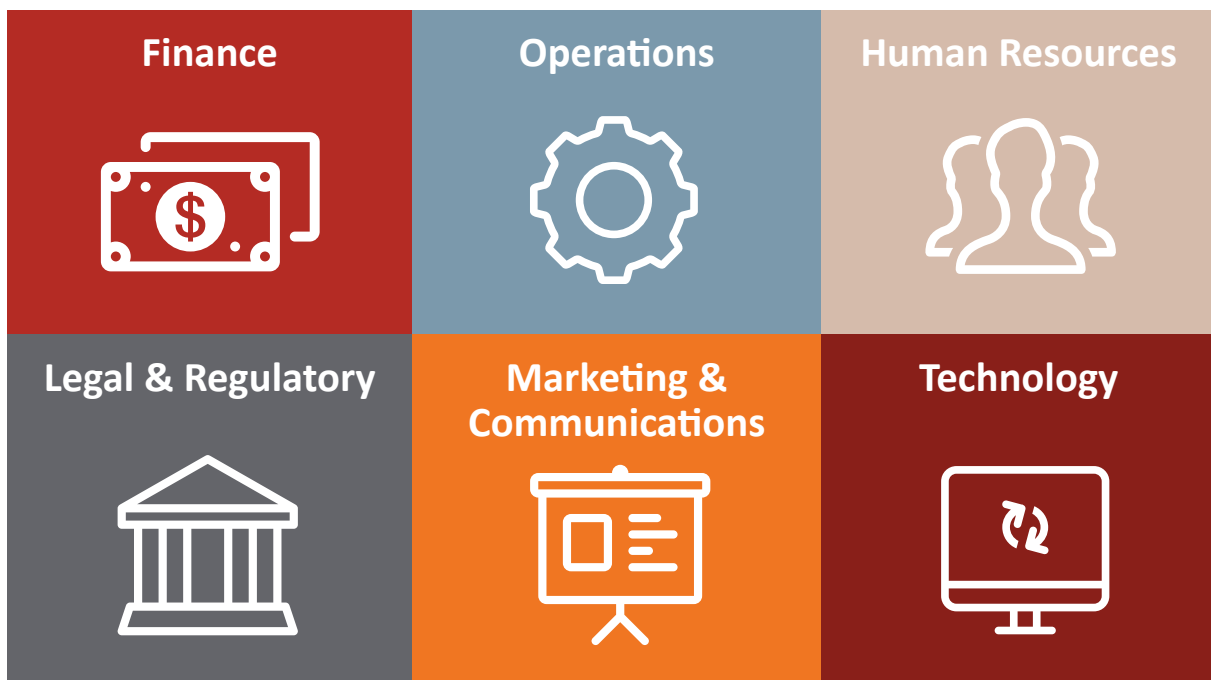 Finance
Operations
Human Resources
$
Legal & Regulatory
Marketing &
Communications
Technology